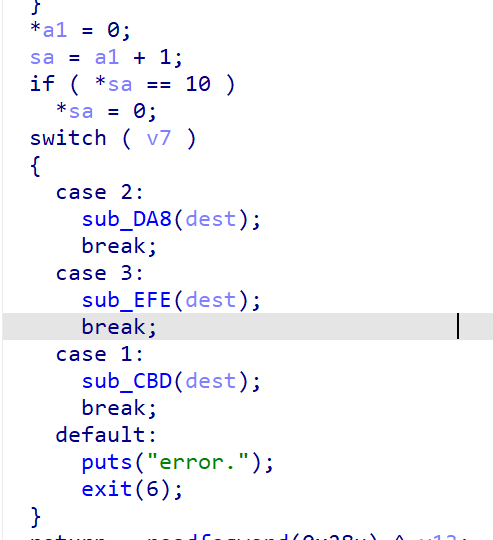 }
*a1 = 0;
sa = a1 + 1;
if ( *sa == 10 )
*sa = 0;
switch ( v7 )
{
case 2:
sub_DA8(dest);
break;
case 3:
sub_EFE(dest);
break;
case 1:
sub_CBD(dest);
break;
default:
puts("error.");
exit(6);
}